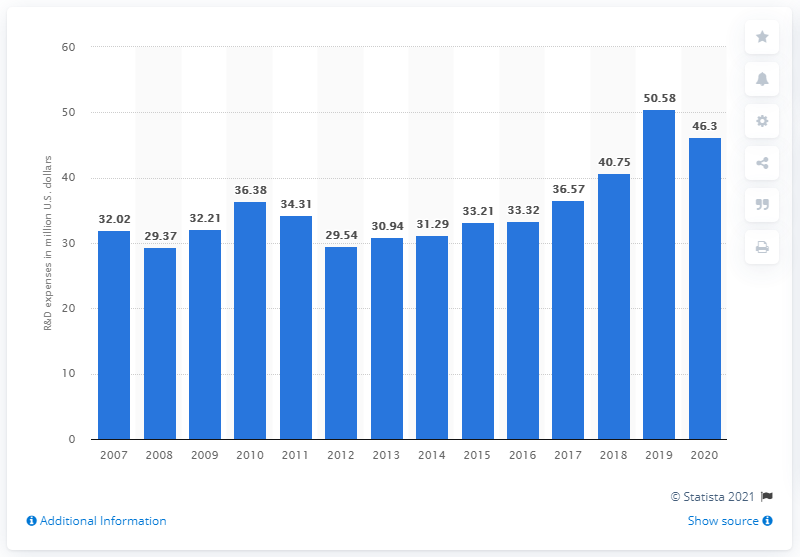 60
50
40
30
20
10
0
R&D expenses in million U.S. dollars
32.02 29.37 32.21 36.38 34.31 29.54 30.94 31.29 33.21 33.32 36.57 40.75 50.58 46.3
2007 2008 2009 2010 2011 2012 2013 2014 2015 2016 2017 2018 2019 2020
© Statista 2021
Additional Information Show source